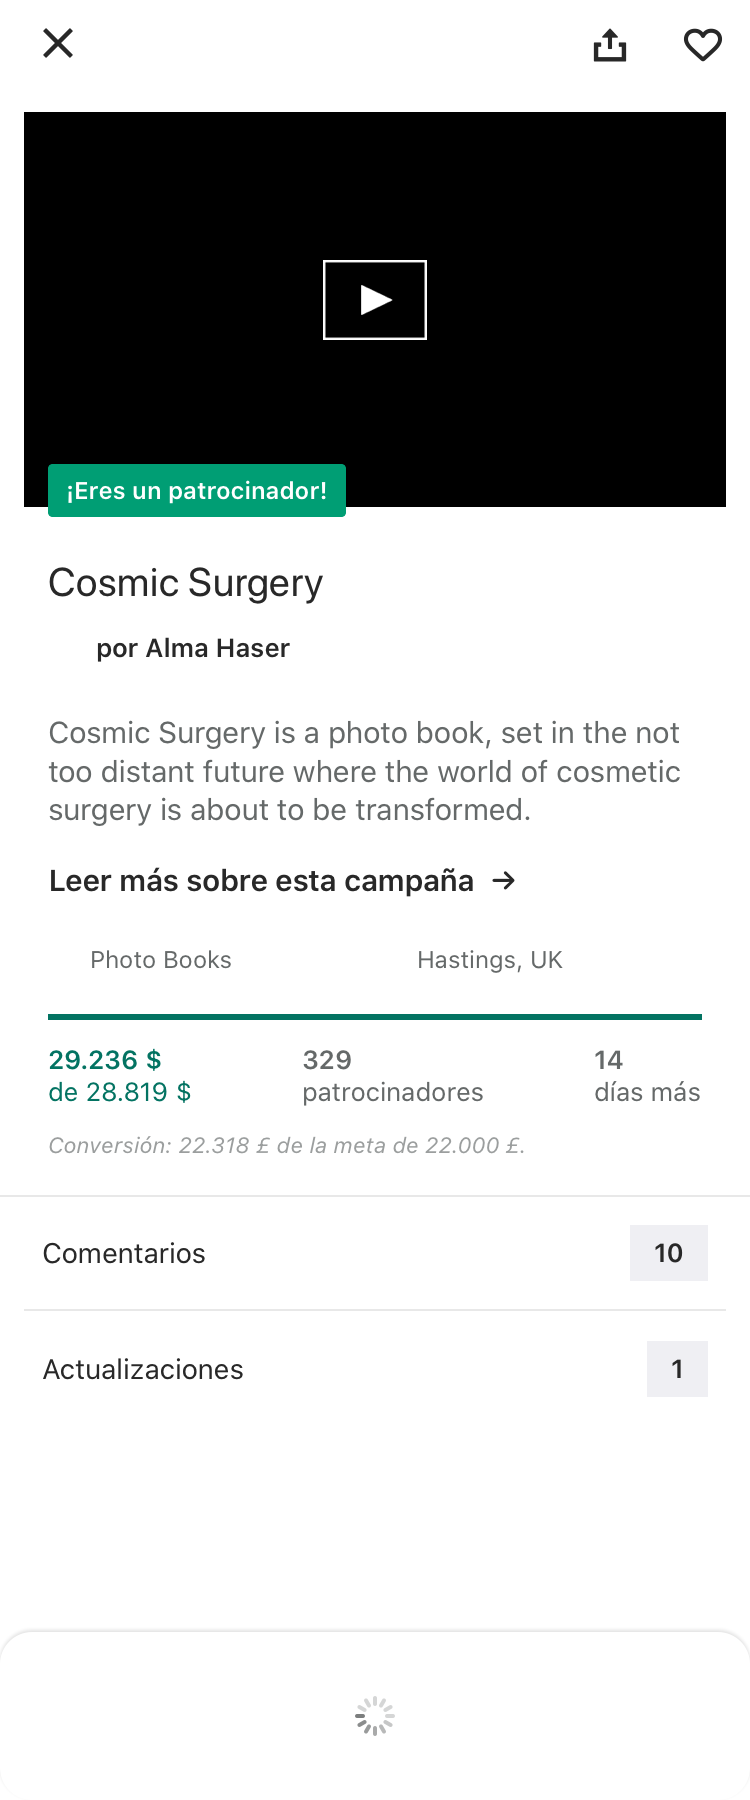 ¡Eres un patrocinador!
Cosmic Surgery
por Alma Haser
Cosmic Surgery is a photo book, set in the not
too distant future where the world of cosmetic
surgery is about to be transformed.
Leer más sobre esta campaña →
Photo Books
Hastings, UK
29.236 $
de 28.819 $
329
patrocinadores
14
días más
Conversión: 22.318 £ de la meta de 22.000 £.
Comentarios
10
Actualizaciones
1